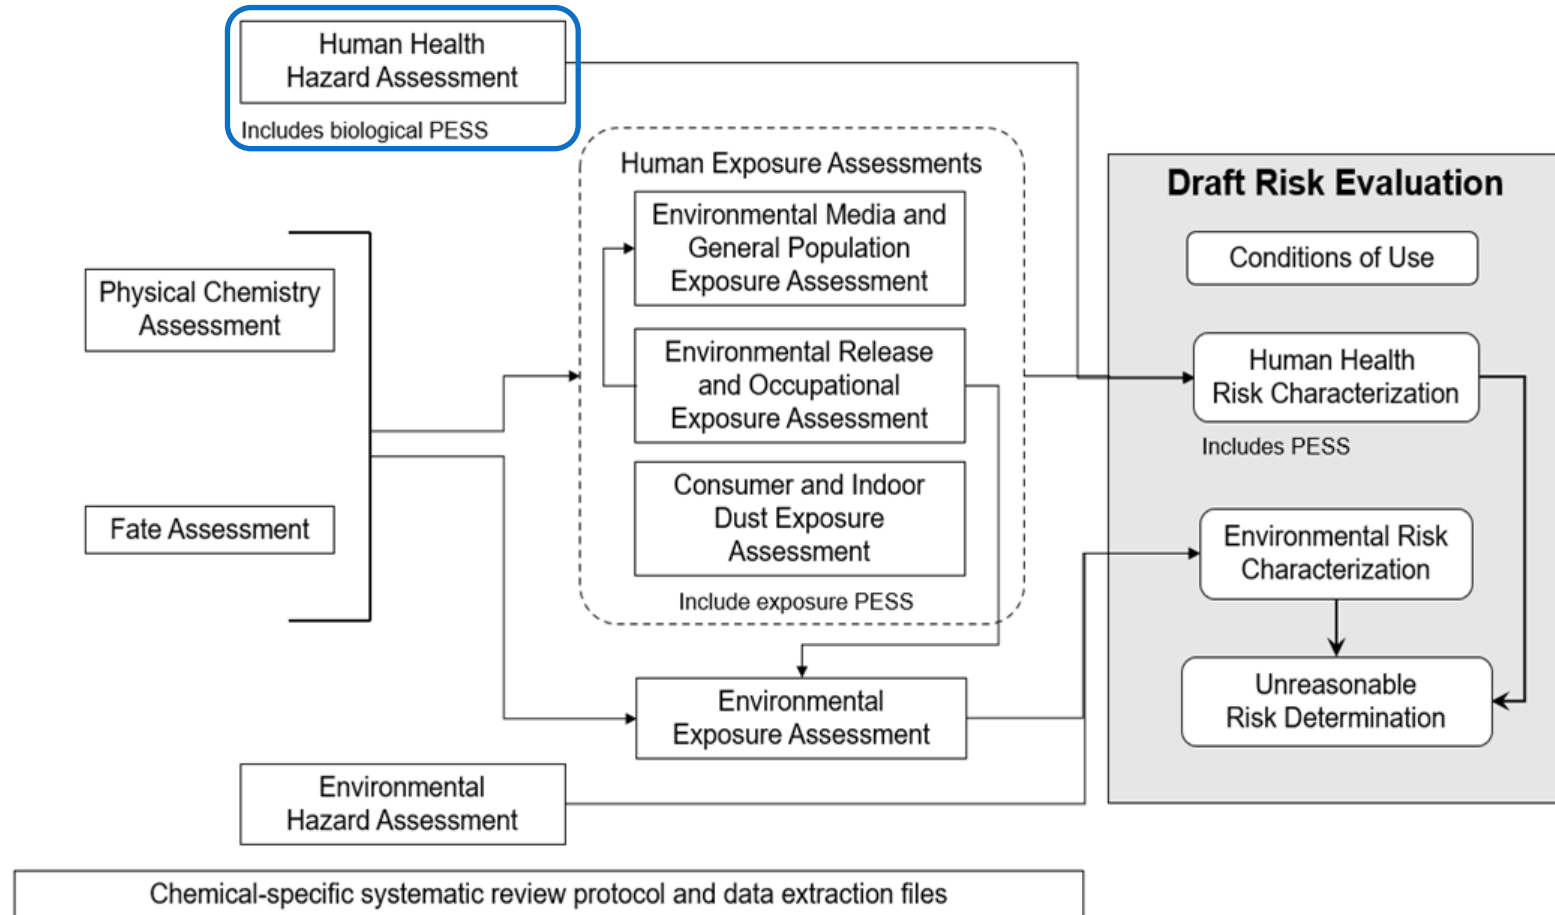 Human Health
Hazard Assessment
Includes biological PESS
Human Exposure Assessments
Environmental Media and
General Population
Exposure Assessment
Environmental Release
and Occupational
Exposure Assessment
Consumer and Indoor
Dust Exposure
Assessment
Include exposure PESS
Physical Chemistry
Assessment
Fate Assessment
Environmental
Exposure Assessment
Environmental
Hazard Assessment
Draft Risk Evaluation
Conditions of Use
Human Health
Risk Characterization
Includes PESS
Environmental Risk
Characterization
Unreasonable
Risk Determination
Chemical-specific systematic review protocol and data extraction files